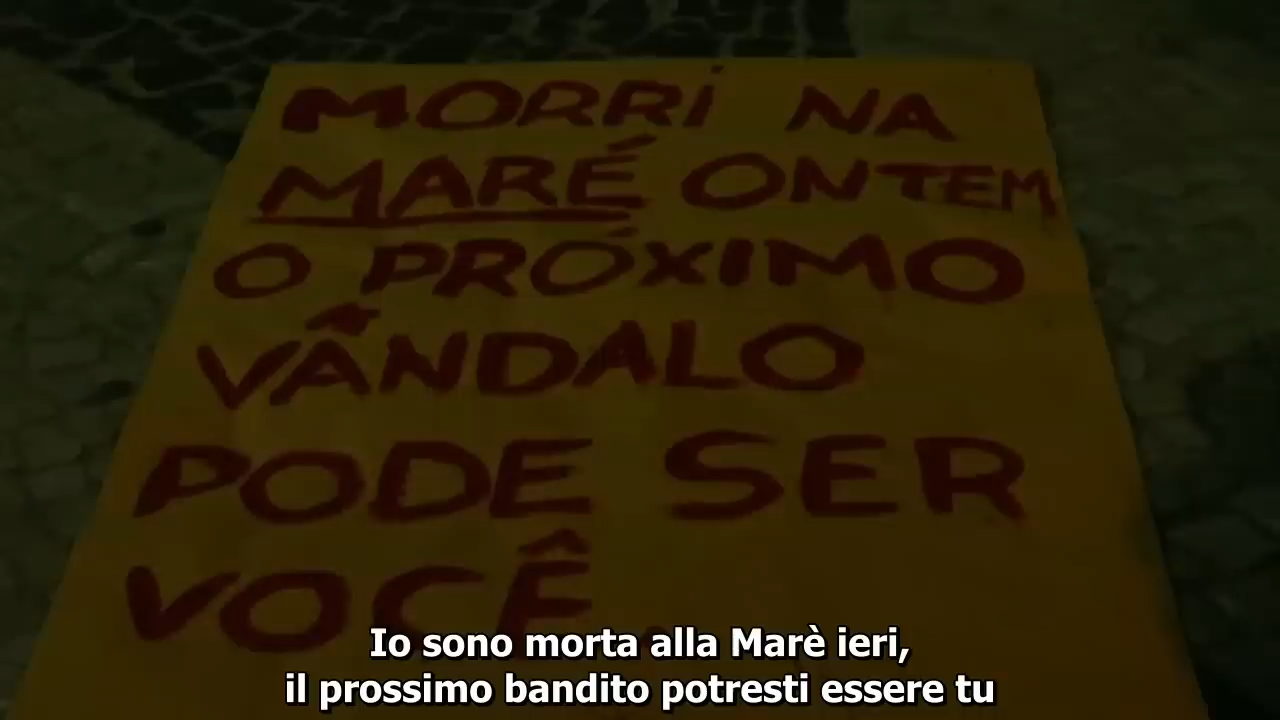 MORRI NA
MARÉ ONTEM
O PRÓXIMO
VÂNDALO
PODE SER
VOCÊ.
Io sono morta alla Marè ieri,
il prossimo bandito potresti essere tu